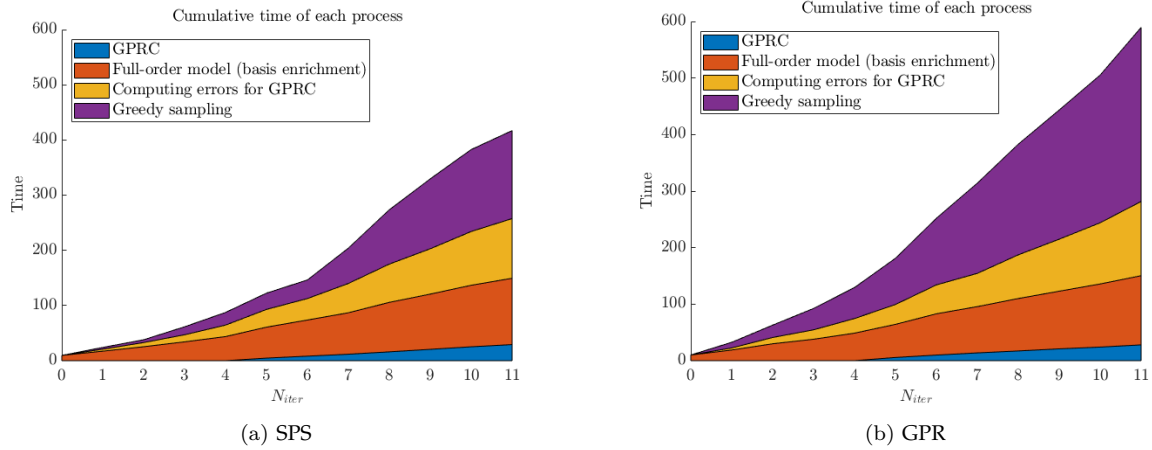 Cumulative time of each process
600
500
400
300
200
100
0
Time
GPRC
Full-order model (basis enrichment)
Computing errors for GPRC
Greedy sampling
0 1 2 3 4 5 6 7 8 9 10 11
N_iter
(a) SPS
Cumulative time of each process
600
500
400
300
200
100
0
Time
GPRC
Full-order model (basis enrichment)
Computing errors for GPRC
Greedy sampling
0 1 2 3 4 5 6 7 8 9 10 11
N_iter
(b) GPR